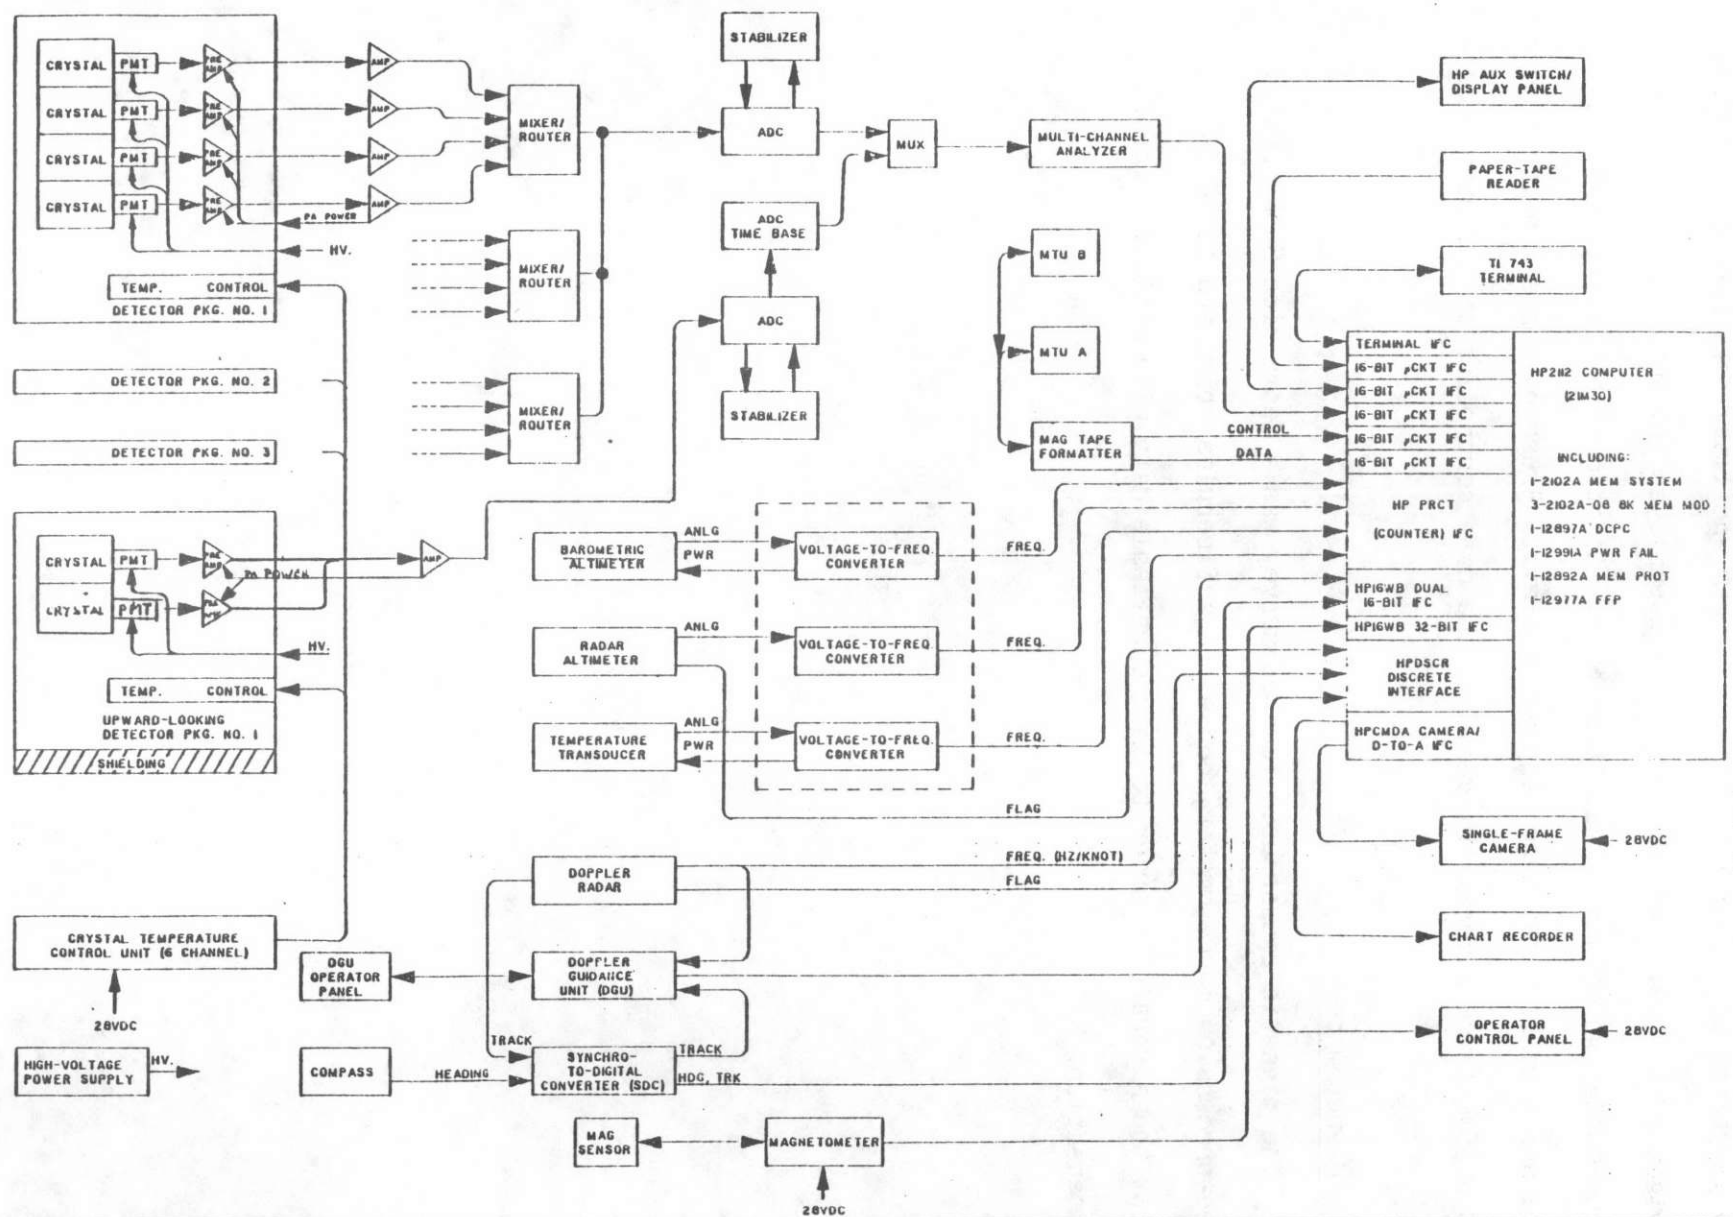 CRYSTAL PMT PRE AMP AMP
CRYSTAL PMT PRE AMP AMP
CRYSTAL PMT PRE AMP AMP
CRYSTAL PMT PRE AMP AMP
PA POWER
HV.
TEMP. CONTROL
DETECTOR PKG. NO. 1
DETECTOR PKG. NO. 2
DETECTOR PKG. NO. 3
CRYSTAL PMT PRE AMP AMP
PA POWER
CRYSTAL PMT PRE AMP
HV.
TEMP. CONTROL
UPWARD-LOOKING
DETECTOR PKG. NO. 1
SHIELDING
CRYSTAL TEMPERATURE
CONTROL UNIT (6 CHANNEL)
28VDC
HIGH-VOLTAGE
POWER SUPPLY
HV.
MIXER/
ROUTER
MIXER/
ROUTER
MIXER/
ROUTER
STABILIZER
ADC
ADC
TIME BASE
ADC
STABILIZER
MUX
MULTI-CHANNEL
ANALYZER
MTU B
MTU A
MAG TAPE
FORMATTER
CONTROL
DATA
BAROMETRIC
ALTIMETER
ANLG
PWR
VOLTAGE-TO-FREQ.
CONVERTER
FREQ.
RADAR
ALTIMETER
ANLG
VOLTAGE-TO-FREQ.
CONVERTER
FREQ.
TEMPERATURE
TRANSDUCER
ANLG
PWR
VOLTAGE-TO-FREQ.
CONVERTER
FREQ.
FLAG
DOPPLER
RADAR
FREQ. (HZ/KNOT)
FLAG
DGU
OPERATOR
PANEL
DOPPLER
GUIDANCE
UNIT (DGU)
TRACK
COMPASS
HEADING
SYNCHRO-
TO-DIGITAL
CONVERTER (SDC)
TRACK
HDG, TRK
MAG
SENSOR
MAGNETOMETER
28VDC
HP AUX SWITCH/
DISPLAY PANEL
PAPER-TAPE
READER
TI 743
TERMINAL
TERMINAL IFC
16-BIT µCKT IFC
16-BIT µCKT IFC
16-BIT µCKT IFC
16-BIT µCKT IFC
16-BIT µCKT IFC
HP PRCT
(COUNTER) IFC
HP16WB DUAL
16-BIT IFC
HP16WB 32-BIT IFC
HPDSCR
DISCRETE
INTERFACE
HPCMDA CAMERA/
D-TO-A IFC
HP2112 COMPUTER
(21M30)
INCLUDING:
1-2102A MEM SYSTEM
3-2102A-08 8K MEM MOD
1-12897A DCPC
1-12991A PWR FAIL
1-12892A MEM PROT
1-12977A FFP
SINGLE-FRAME
CAMERA
28VDC
CHART RECORDER
OPERATOR
CONTROL PANEL
28VDC